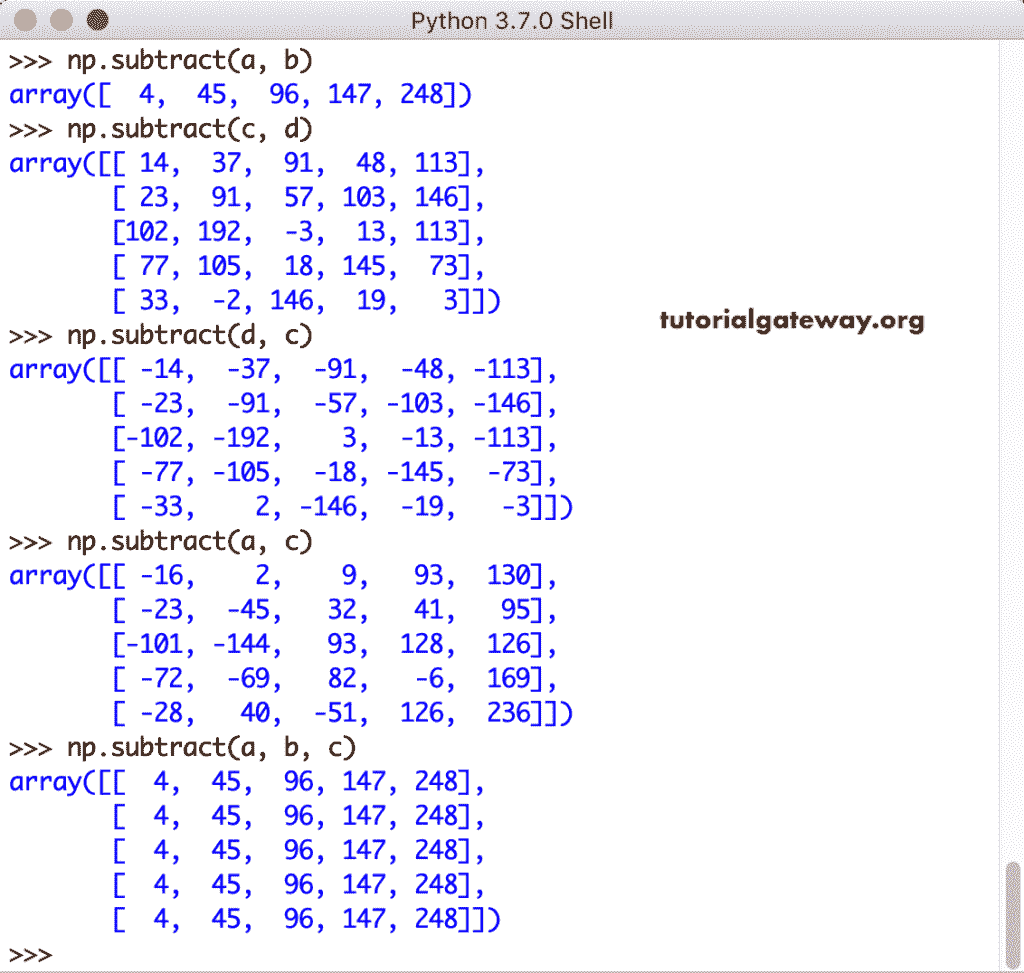 Python 3.7.0 Shell
>>> np.subtract(a, b)
array([  4,  45,  96, 147, 248])
>>> np.subtract(c, d)
array([[ 14,  37,  91,  48, 113],
       [ 23,  91,  57, 103, 146],
       [102, 192,  -3,  13, 113],
       [ 77, 105,  18, 145,  73],
       [ 33,  -2, 146,  19,   3]])
tutorialgateway.org
>>> np.subtract(d, c)
array([[ -14,  -37,  -91,  -48, -113],
       [ -23,  -91,  -57, -103, -146],
       [-102, -192,    3,  -13, -113],
       [ -77, -105,  -18, -145,  -73],
       [ -33,    2, -146,  -19,   -3]])
>>> np.subtract(a, c)
array([[ -16,    2,    9,   93,  130],
       [ -23,  -45,   32,   41,   95],
       [-101, -144,   93,  128,  126],
       [ -72,  -69,   82,   -6,  169],
       [ -28,   40,  -51,  126,  236]])
>>> np.subtract(a, b, c)
array([[  4,  45,  96, 147, 248],
       [  4,  45,  96, 147, 248],
       [  4,  45,  96, 147, 248],
       [  4,  45,  96, 147, 248],
       [  4,  45,  96, 147, 248]])
>>>